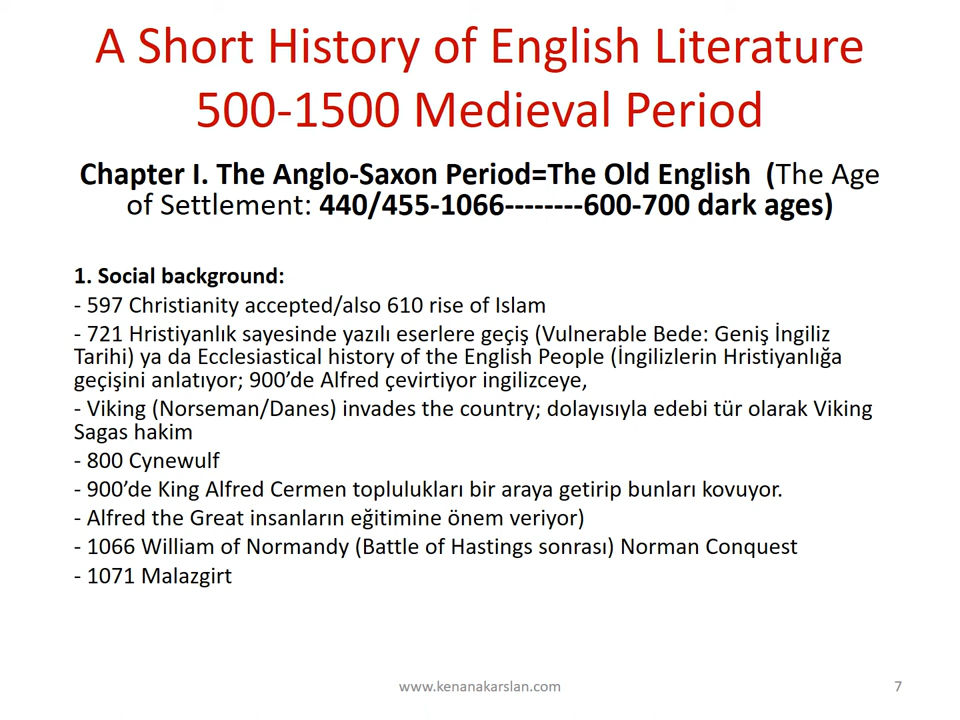 A Short History of English Literature
500-1500 Medieval Period
Chapter I. The Anglo-Saxon Period=The Old English (The Age
of Settlement: 440/455-1066--------600-700 dark ages)
1. Social background:
- 597 Christianity accepted/also 610 rise of Islam
- 721 Hristiyanlık sayesinde yazılı eserlere geçiş (Vulnerable Bede: Geniş İngiliz
Tarihi) ya da Ecclesiastical history of the English People (İngilizlerin Hristiyanlığa
geçişini anlatıyor; 900’de Alfred çevirtiyor ingilizceye,
- Viking (Norseman/Danes) invades the country; dolayısıyla edebi tür olarak Viking
Sagas hakim
- 800 Cynewulf
- 900’de King Alfred Cermen toplulukları bir araya getirip bunları kovuyor.
- Alfred the Great insanların eğitimine önem veriyor)
- 1066 William of Normandy (Battle of Hastings sonrası) Norman Conquest
- 1071 Malazgirt
www.kenanakarslan.com
7